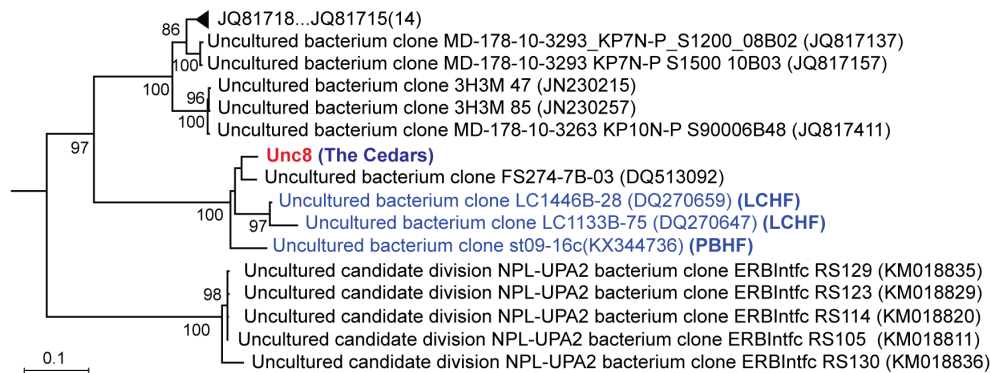 JQ81718...JQ81715(14)
86
Uncultured bacterium clone MD-178-10-3293_KP7N-P_S1200_08B02 (JQ817137)
100
Uncultured bacterium clone MD-178-10-3293 KP7N-P S1500 10B03 (JQ817157)
100
Uncultured bacterium clone 3H3M 47 (JN230215)
96
Uncultured bacterium clone 3H3M 85 (JN230257)
100
Uncultured bacterium clone MD-178-10-3263 KP10N-P S90006B48 (JQ817411)
97
Unc8 (The Cedars)
Uncultured bacterium clone FS274-7B-03 (DQ513092)
Uncultured bacterium clone LC1446B-28 (DQ270659) (LCHF)
100
97
Uncultured bacterium clone LC1133B-75 (DQ270647) (LCHF)
Uncultured bacterium clone st09-16c(KX344736) (PBHF)
Uncultured candidate division NPL-UPA2 bacterium clone ERBIntfc RS129 (KM018835)
98
Uncultured candidate division NPL-UPA2 bacterium clone ERBIntfc RS123 (KM018829)
Uncultured candidate division NPL-UPA2 bacterium clone ERBIntfc RS114 (KM018820)
100
Uncultured candidate division NPL-UPA2 bacterium clone ERBIntfc RS105 (KM018811)
Uncultured candidate division NPL-UPA2 bacterium clone ERBIntfc RS130 (KM018836)
0.1